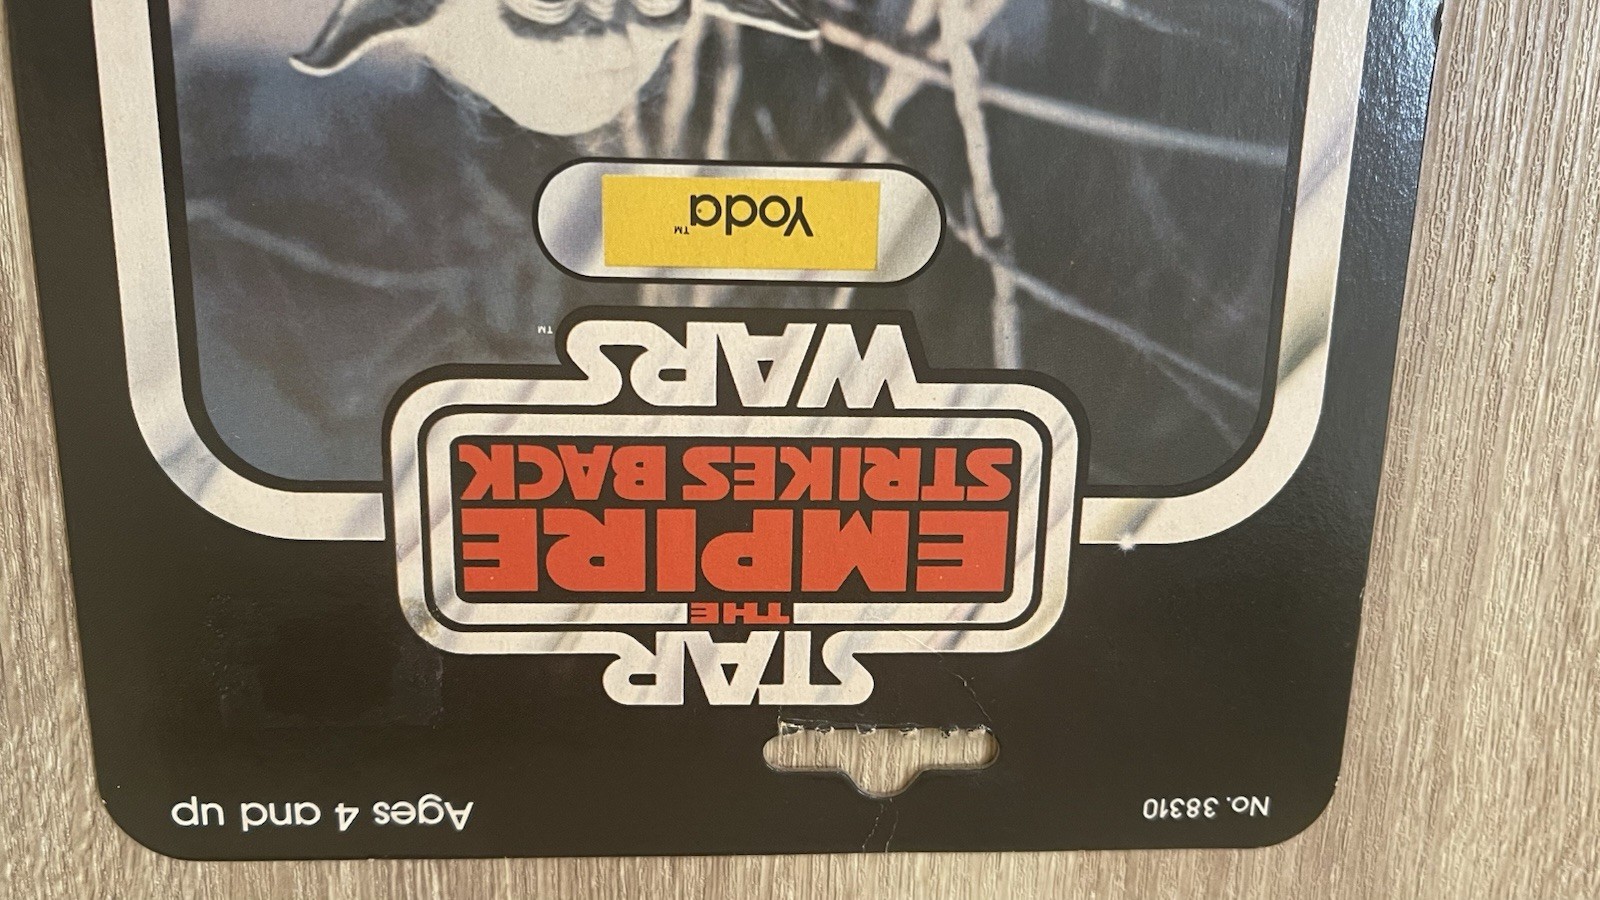 No. 38310
Ages 4 and up
STAR
THE
EMPIRE
STRIKES BACK
WARS™
Yoda™